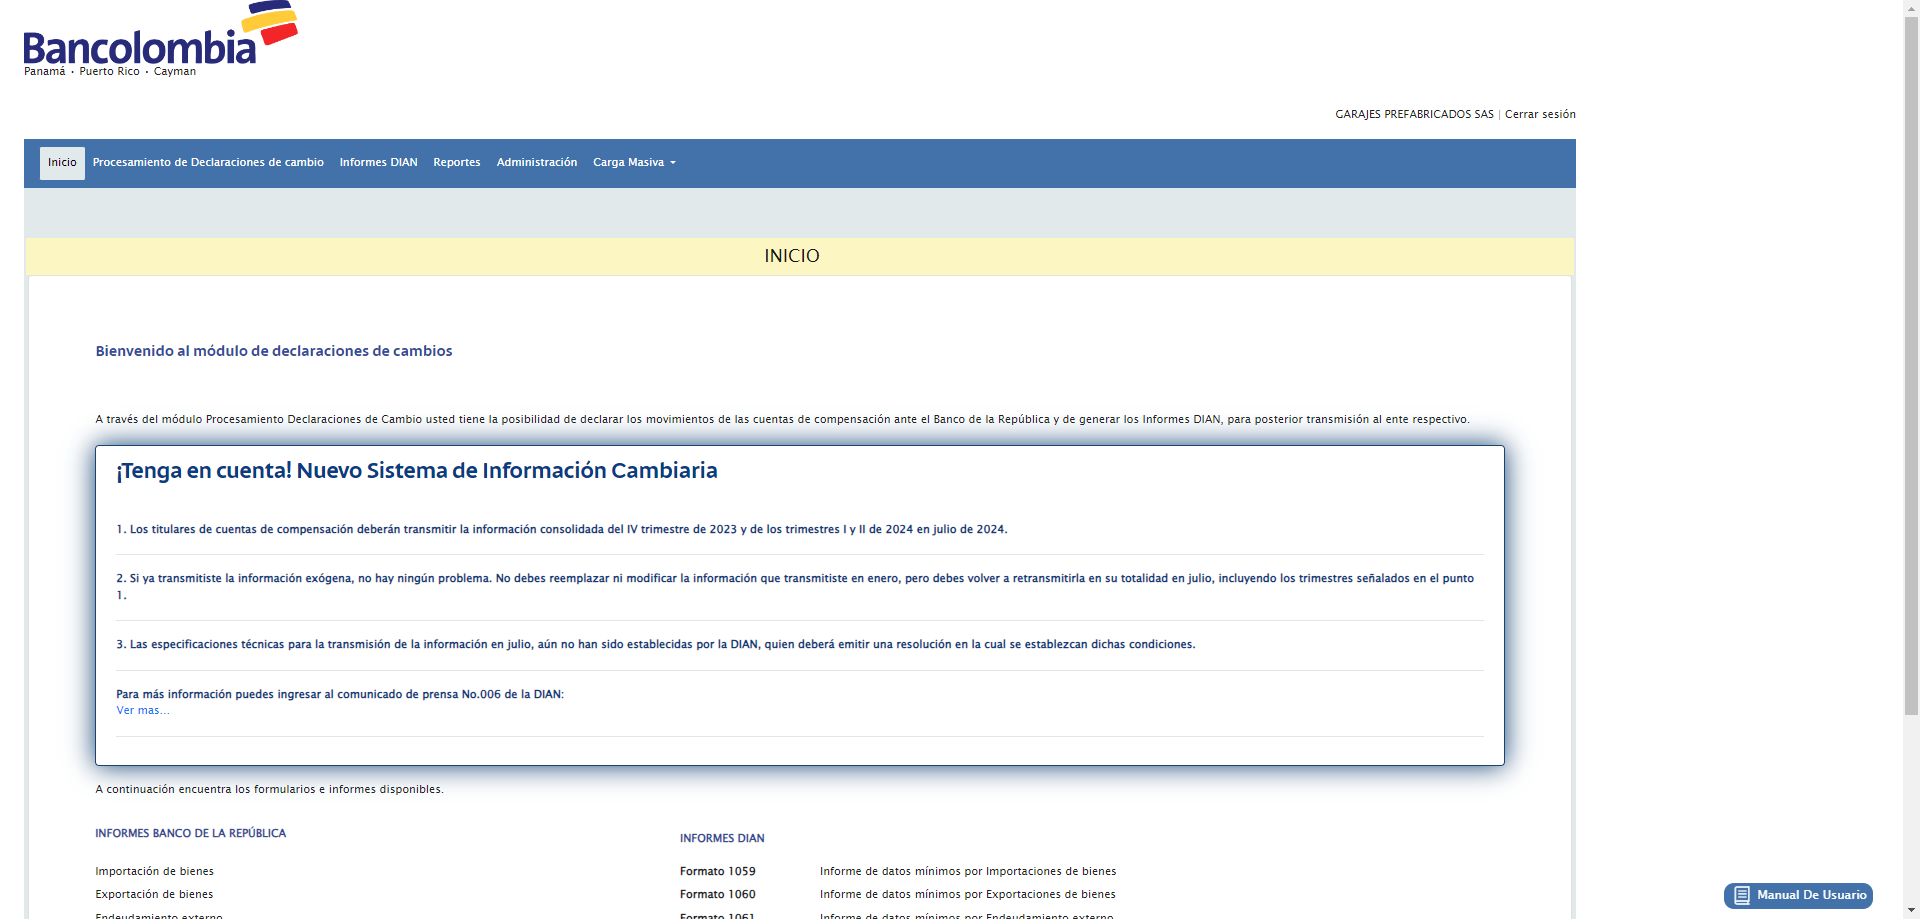 Bancolombia
Panamá • Puerto Rico • Cayman
GARAJES PREFABRICADOS SAS | Cerrar sesión
Inicio Procesamiento de Declaraciones de cambio Informes DIAN Reportes Administración Carga Masiva
INICIO
Bienvenido al módulo de declaraciones de cambios
A través del módulo Procesamiento Declaraciones de Cambio usted tiene la posibilidad de declarar los movimientos de las cuentas de compensación ante el Banco de la República y de generar los Informes DIAN, para posterior transmisión al ente respectivo.
¡Tenga en cuenta! Nuevo Sistema de Información Cambiaria
1. Los titulares de cuentas de compensación deberán transmitir la información consolidada del IV trimestre de 2023 y de los trimestres I y II de 2024 en julio de 2024.
2. Si ya transmitiste la información exógena, no hay ningún problema. No debes reemplazar ni modificar la información que transmitiste en enero, pero debes volver a retransmitirla en su totalidad en julio, incluyendo los trimestres señalados en el punto
1.
3. Las especificaciones técnicas para la transmisión de la información en julio, aún no han sido establecidas por la DIAN, quien deberá emitir una resolución en la cual se establezcan dichas condiciones.
Para más información puedes ingresar al comunicado de prensa No.006 de la DIAN:
Ver mas...
A continuación encuentra los formularios e informes disponibles.
INFORMES BANCO DE LA REPÚBLICA
INFORMES DIAN
Importación de bienes
Formato 1059 Informe de datos mínimos por Importaciones de bienes
Exportación de bienes
Formato 1060 Informe de datos mínimos por Exportaciones de bienes
Endeudamiento externo
Formato 1061 Informe de datos mínimos por Endeudamiento externo
Manual De Usuario